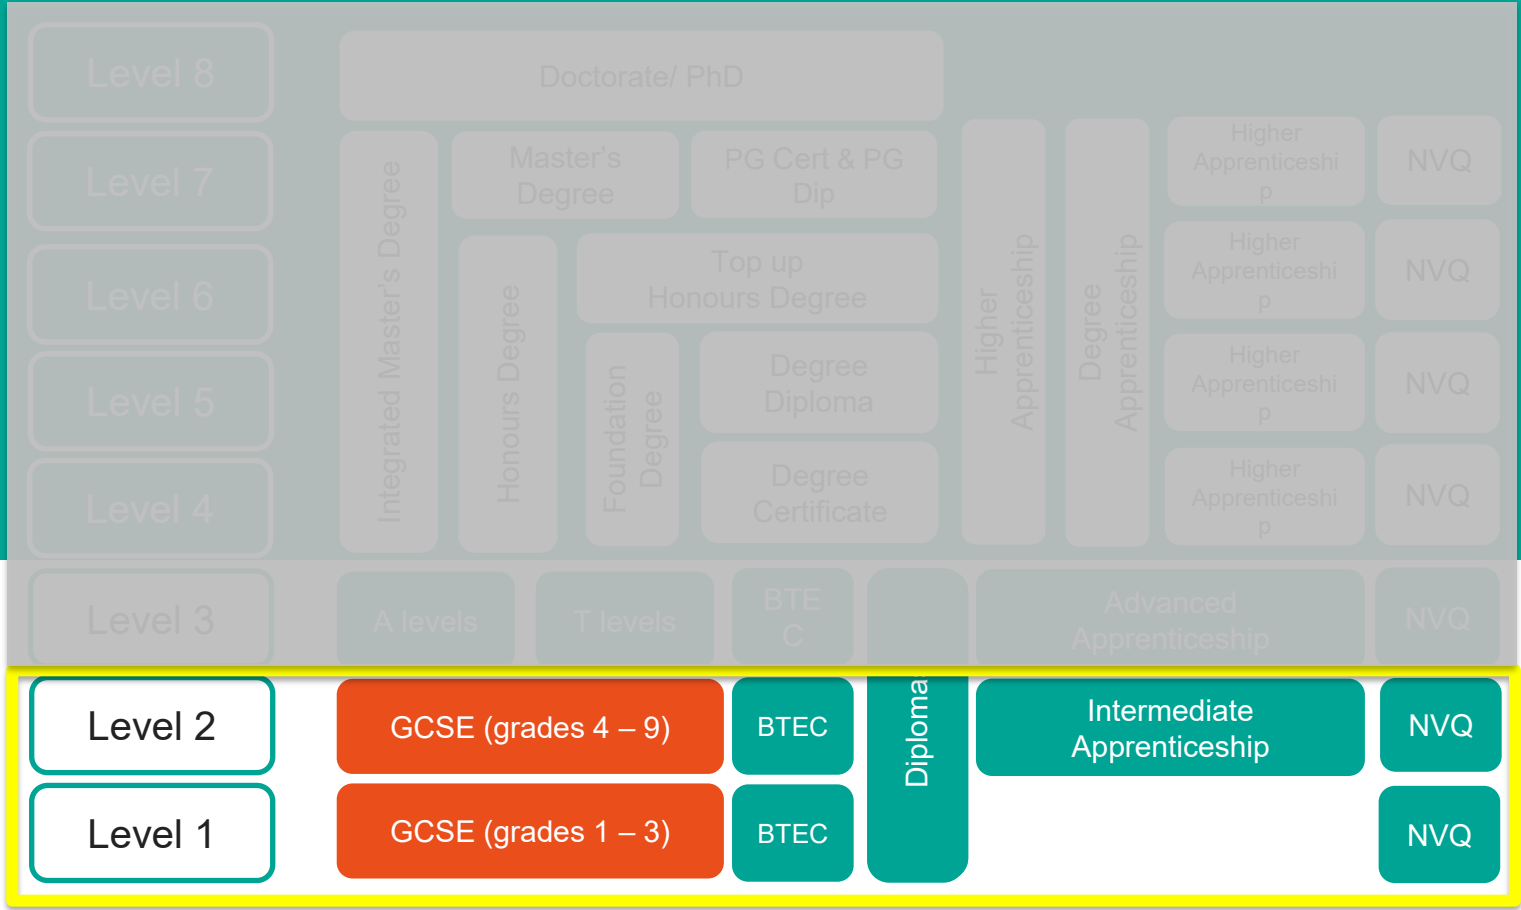 Level 8
Doctorate/ PhD
Level 7
Integrated Master's Degree
Master's
Degree
PG Cert & PG
Dip
Higher
Apprenticeship
Degree
Apprenticeship
Higher
Apprenticeshi
p
NVQ
Level 6
Honours Degree
Top up
Honours Degree
Higher
Apprenticeshi
p
NVQ
Level 5
Foundation
Degree
Degree
Diploma
Higher
Apprenticeshi
p
NVQ
Level 4
Degree
Certificate
Higher
Apprenticeshi
p
NVQ
Level 3
A levels
T levels
BTE
C
Advanced
Apprenticeship
NVQ
Level 2
GCSE (grades 4 – 9)
BTEC
Diploma
Intermediate
Apprenticeship
NVQ
Level 1
GCSE (grades 1 – 3)
BTEC
NVQ